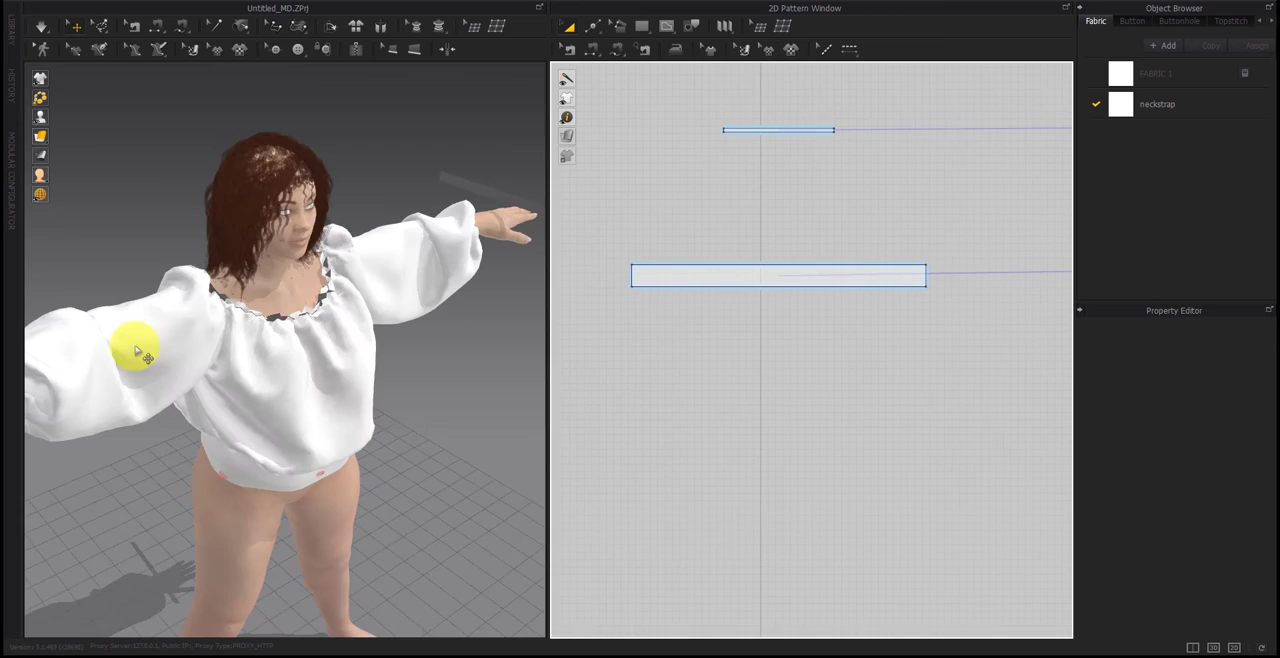 Untitled_MD.ZPrj
2D Pattern Window
Object Browser
Fabric
Button
Buttonhole
Topstitch
+ Add
Copy
Assign
FABRIC 1
neckstrap
Property Editor
LIBRARY
HISTORY
MODULAR CONFIGURATOR